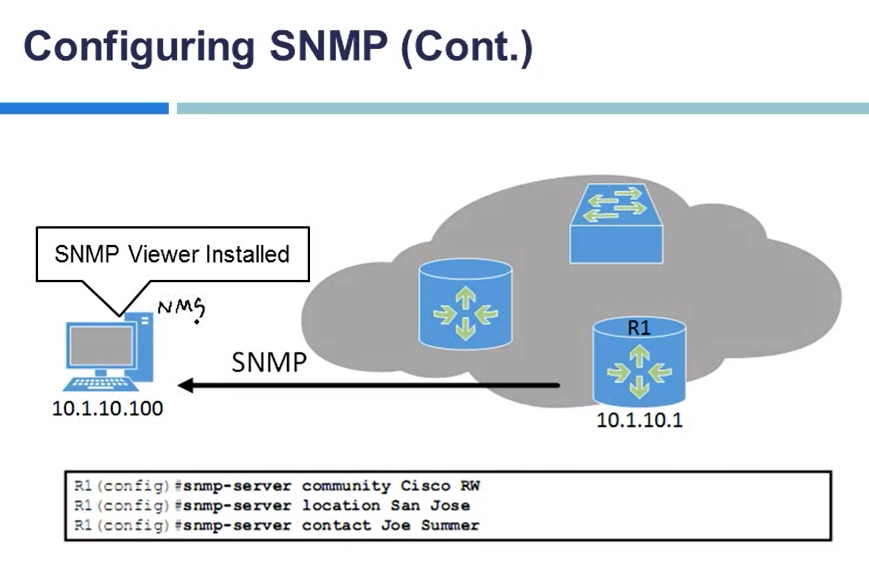 Configuring SNMP (Cont.)
SNMP Viewer Installed
NMS
R1
SNMP
10.1.10.100
10.1.10.1
R1(config)#snmp-server community Cisco RW
R1(config)#snmp-server location San Jose
R1(config)#snmp-server contact Joe Summer